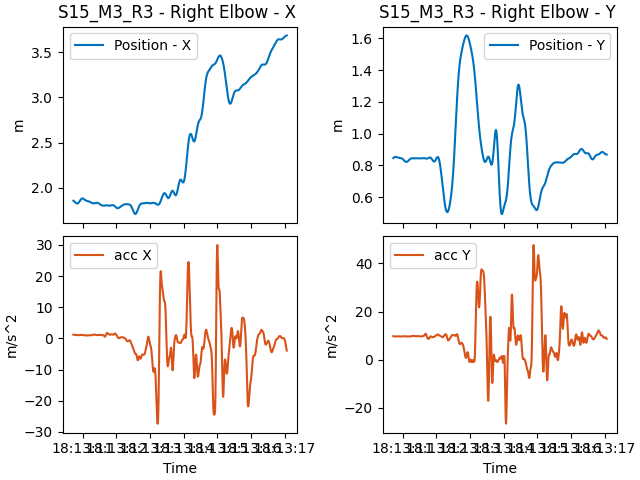 S15_M3_R3 - Right Elbow - X
S15_M3_R3 - Right Elbow - Y
Position - X
Position - Y
3.5
3.0
2.5
2.0
m
1.6
1.4
1.2
1.0
0.8
0.6
m
acc X
acc Y
30
20
10
0
−10
−20
−30
m/s^2
40
20
0
−20
m/s^2
Time
Time